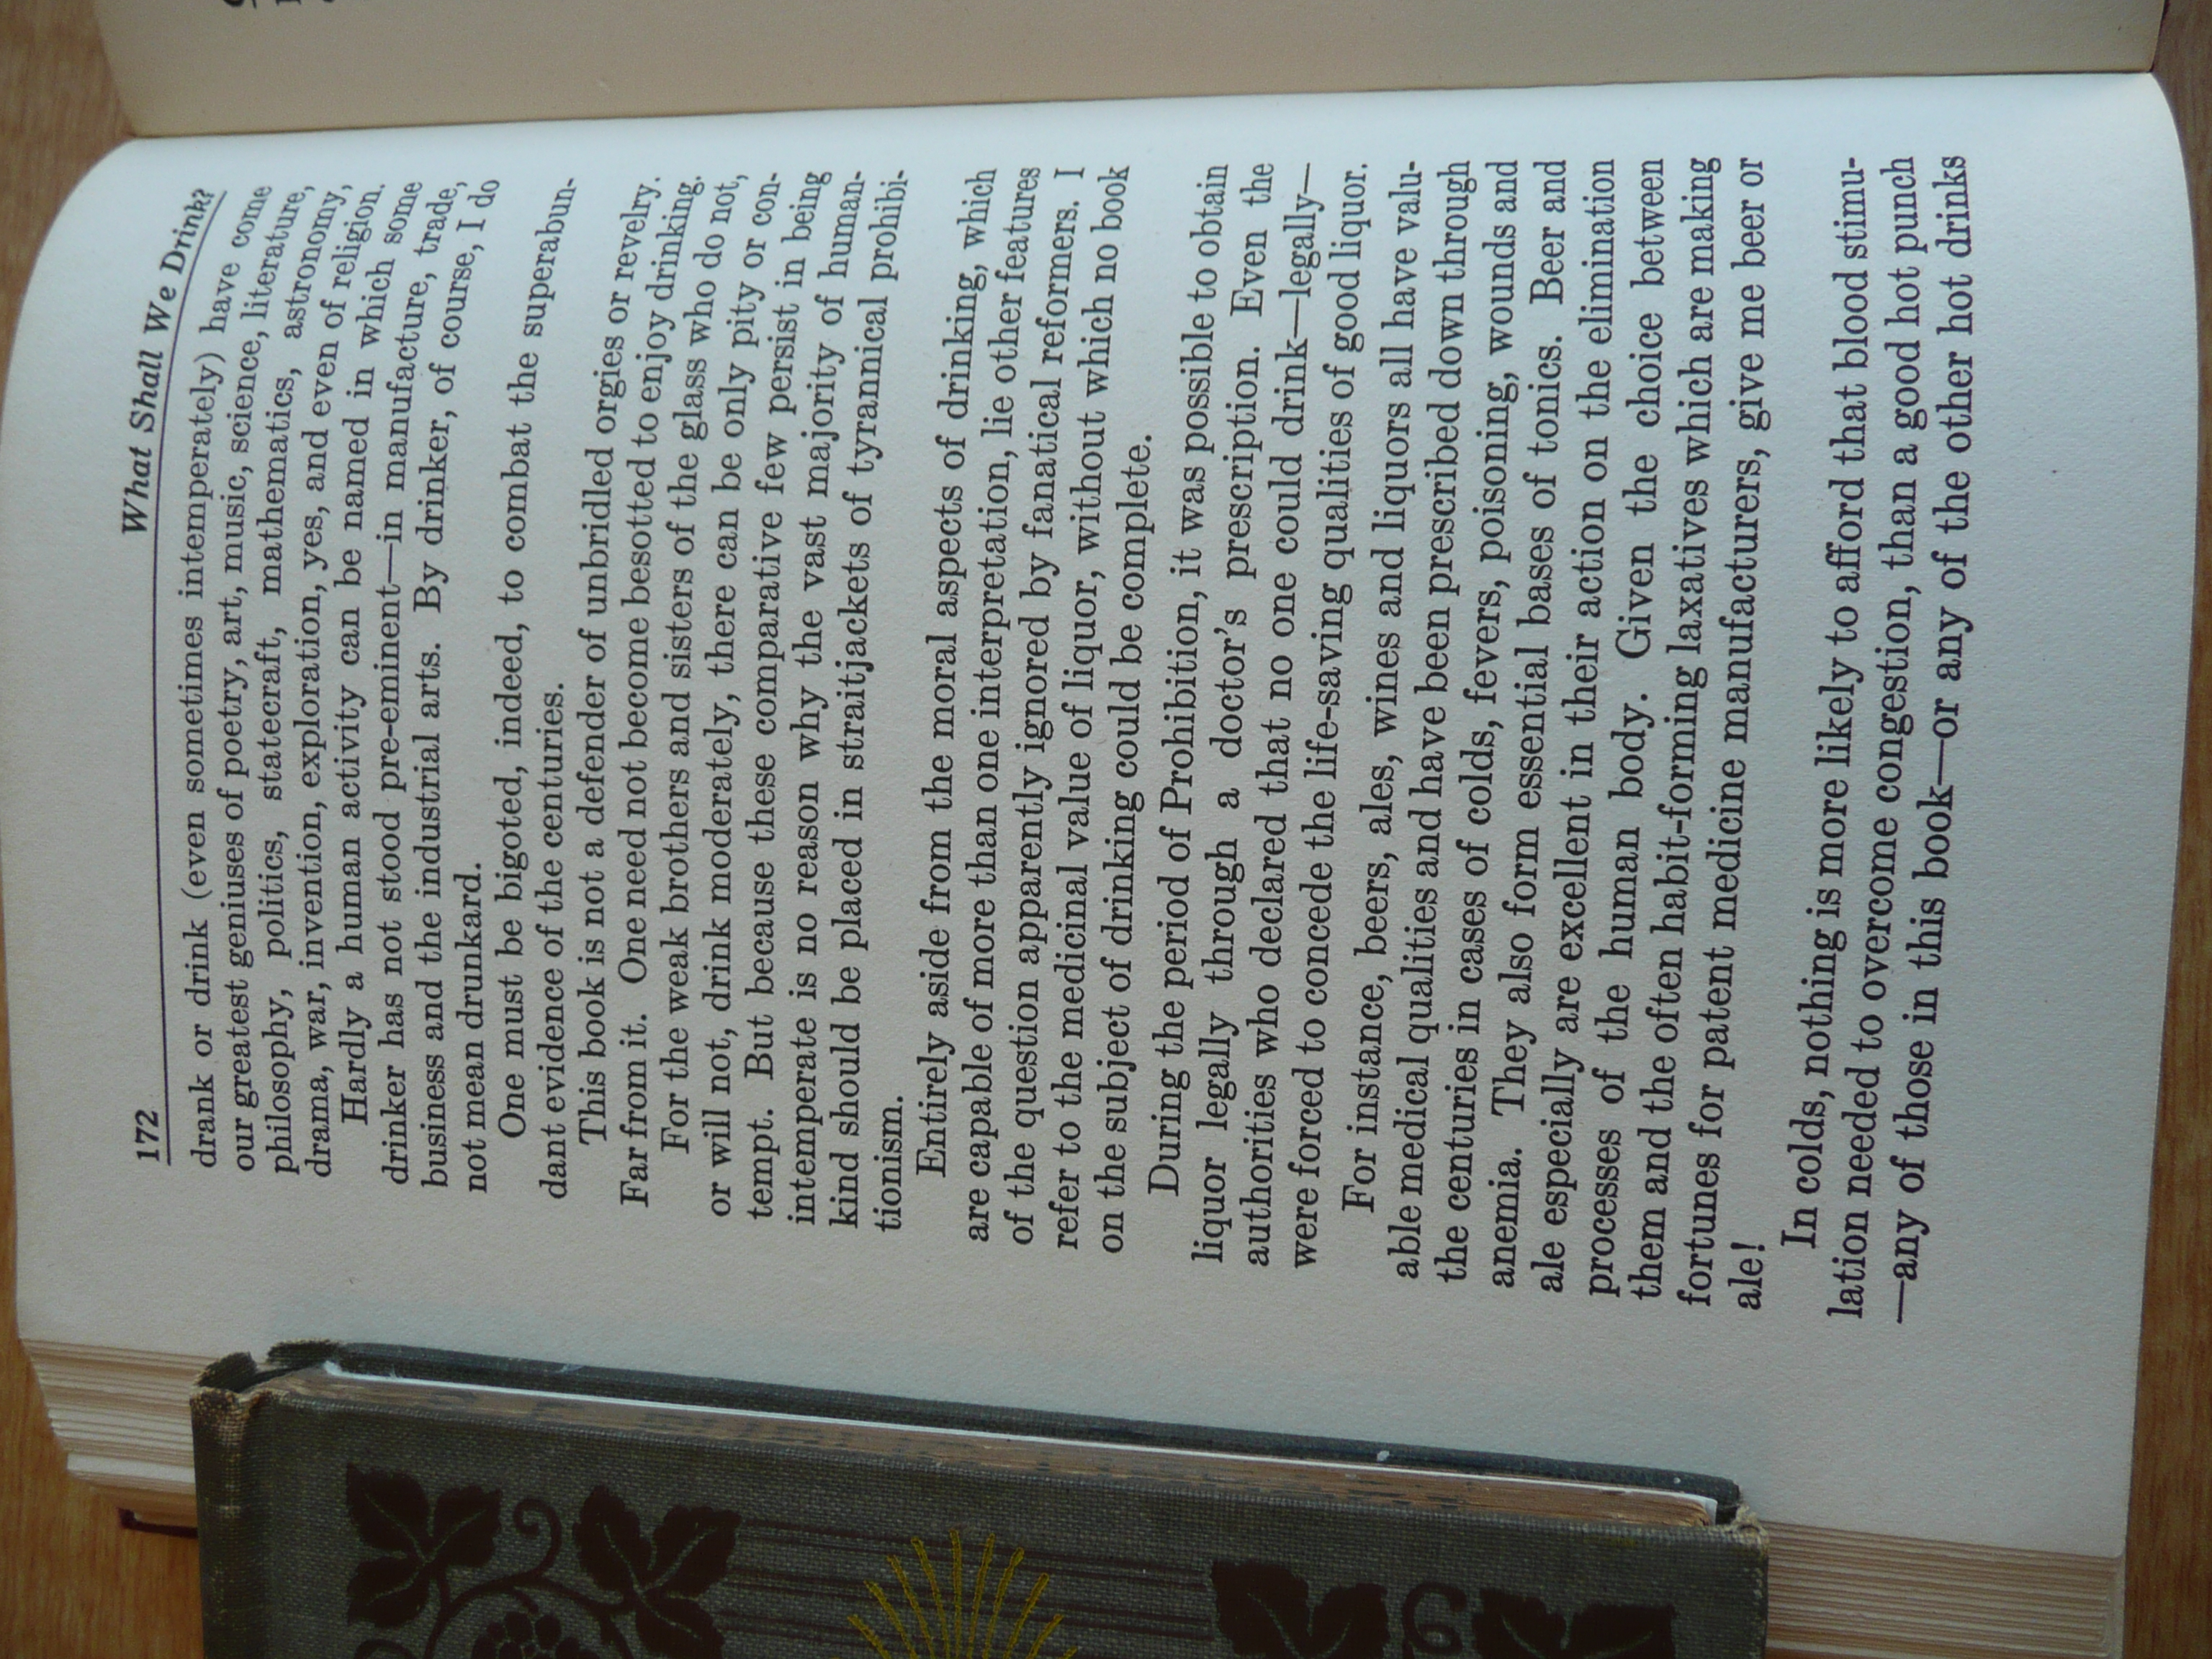 172 What Shall We Drink?
drank or drink (even sometimes intemperately) have come
our greatest geniuses of poetry, art, music, science, literature,
philosophy, politics, statecraft, mathematics, astronomy,
drama, war, invention, exploration, yes, and even of religion.
Hardly a human activity can be named in which some
drinker has not stood pre-eminent—in manufacture, trade,
business and the industrial arts. By drinker, of course, I do
not mean drunkard.
One must be bigoted, indeed, to combat the superabun-
dant evidence of the centuries.
This book is not a defender of unbridled orgies or revelry.
Far from it. One need not become besotted to enjoy drinking.
For the weak brothers and sisters of the glass who do not,
or will not, drink moderately, there can be only pity or con-
tempt. But because these comparative few persist in being
intemperate is no reason why the vast majority of human-
kind should be placed in straitjackets of tyrannical prohibi-
tionism.
Entirely aside from the moral aspects of drinking, which
are capable of more than one interpretation, lie other features
of the question apparently ignored by fanatical reformers. I
refer to the medicinal value of liquor, without which no book
on the subject of drinking could be complete.
During the period of Prohibition, it was possible to obtain
liquor legally through a doctor's prescription. Even the
authorities who declared that no one could drink—legally—
were forced to concede the life-saving qualities of good liquor.
For instance, beers, ales, wines and liquors all have valu-
able medical qualities and have been prescribed down through
the centuries in cases of colds, fevers, poisoning, wounds and
anemia. They also form essential bases of tonics. Beer and
ale especially are excellent in their action on the elimination
processes of the human body. Given the choice between
them and the often habit-forming laxatives which are making
fortunes for patent medicine manufacturers, give me beer or
ale!
In colds, nothing is more likely to afford that blood stimu-
lation needed to overcome congestion, than a good hot punch
—any of those in this book—or any of the other hot drinks